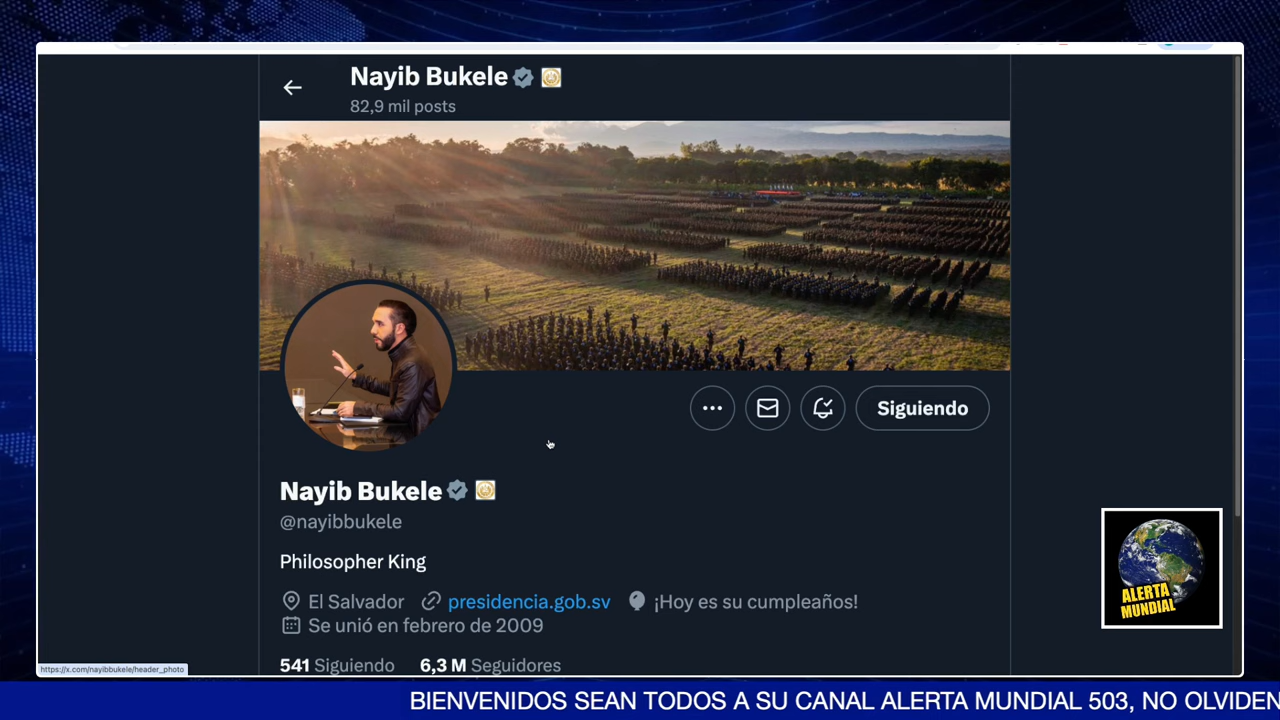 Nayib Bukele
82,9 mil posts
Siguiendo
Nayib Bukele
@nayibbukele
Philosopher King
El Salvador presidencia.gob.sv ¡Hoy es su cumpleaños!
Se unió en febrero de 2009
541 Siguiendo 6,3 M Seguidores
ALERTA
MUNDIAL
https://x.com/nayibbukele/header_photo
BIENVENIDOS SEAN TODOS A SU CANAL ALERTA MUNDIAL 503, NO OLVIDEN